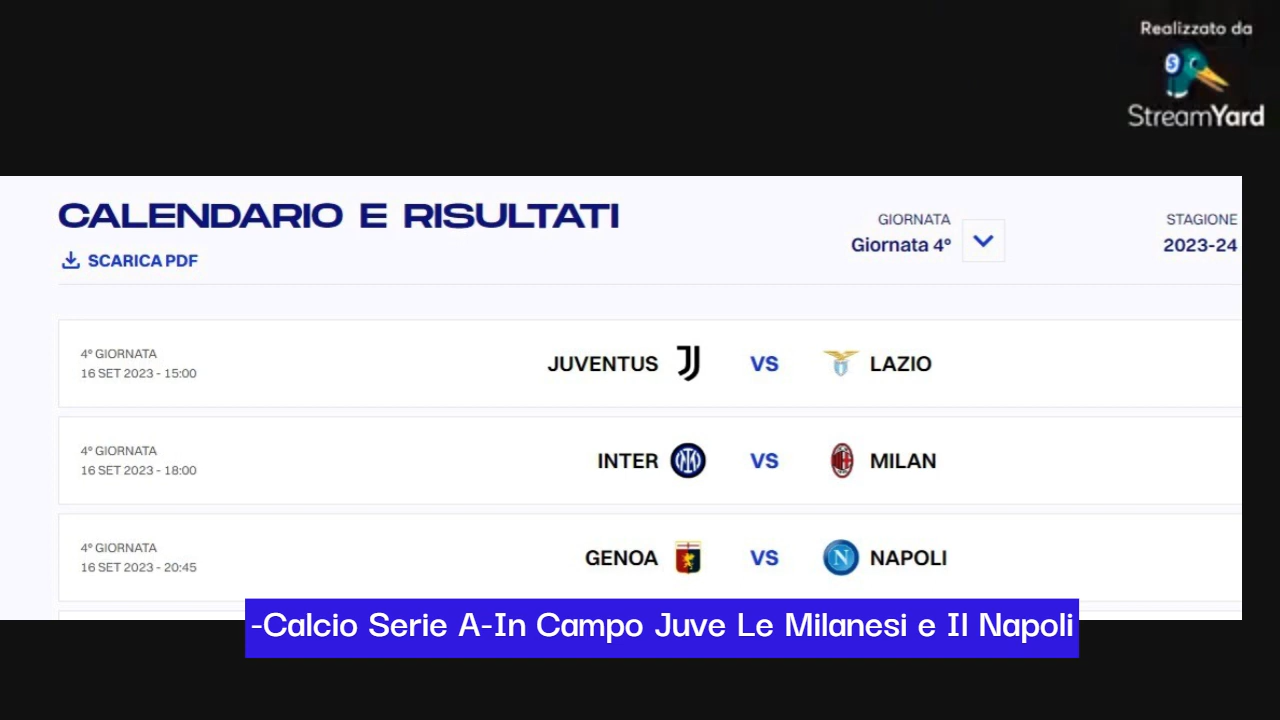 Realizzato da
StreamYard
CALENDARIO E RISULTATI
SCARICA PDF
GIORNATA
Giornata 4°
STAGIONE
2023-24
4° GIORNATA
16 SET 2023 - 15:00
JUVENTUS VS LAZIO
4° GIORNATA
16 SET 2023 - 18:00
INTER VS MILAN
4° GIORNATA
16 SET 2023 - 20:45
GENOA VS N NAPOLI
-Calcio Serie A-In Campo Juve Le Milanesi e Il Napoli